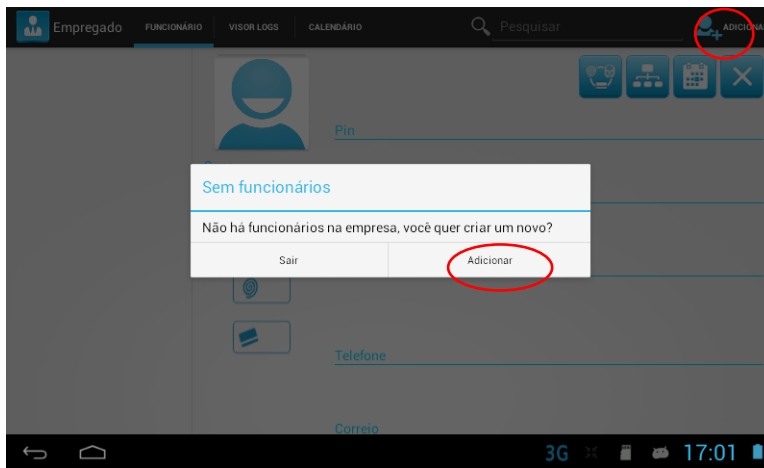 Empregado FUNCIONÁRIO VISOR LOGS CALENDÁRIO Pesquisar ADICIONA
Pin
Sem funcionários
Não há funcionários na empresa, você quer criar um novo?
Sair Adicionar
Telefone
Correio
3G 17:01